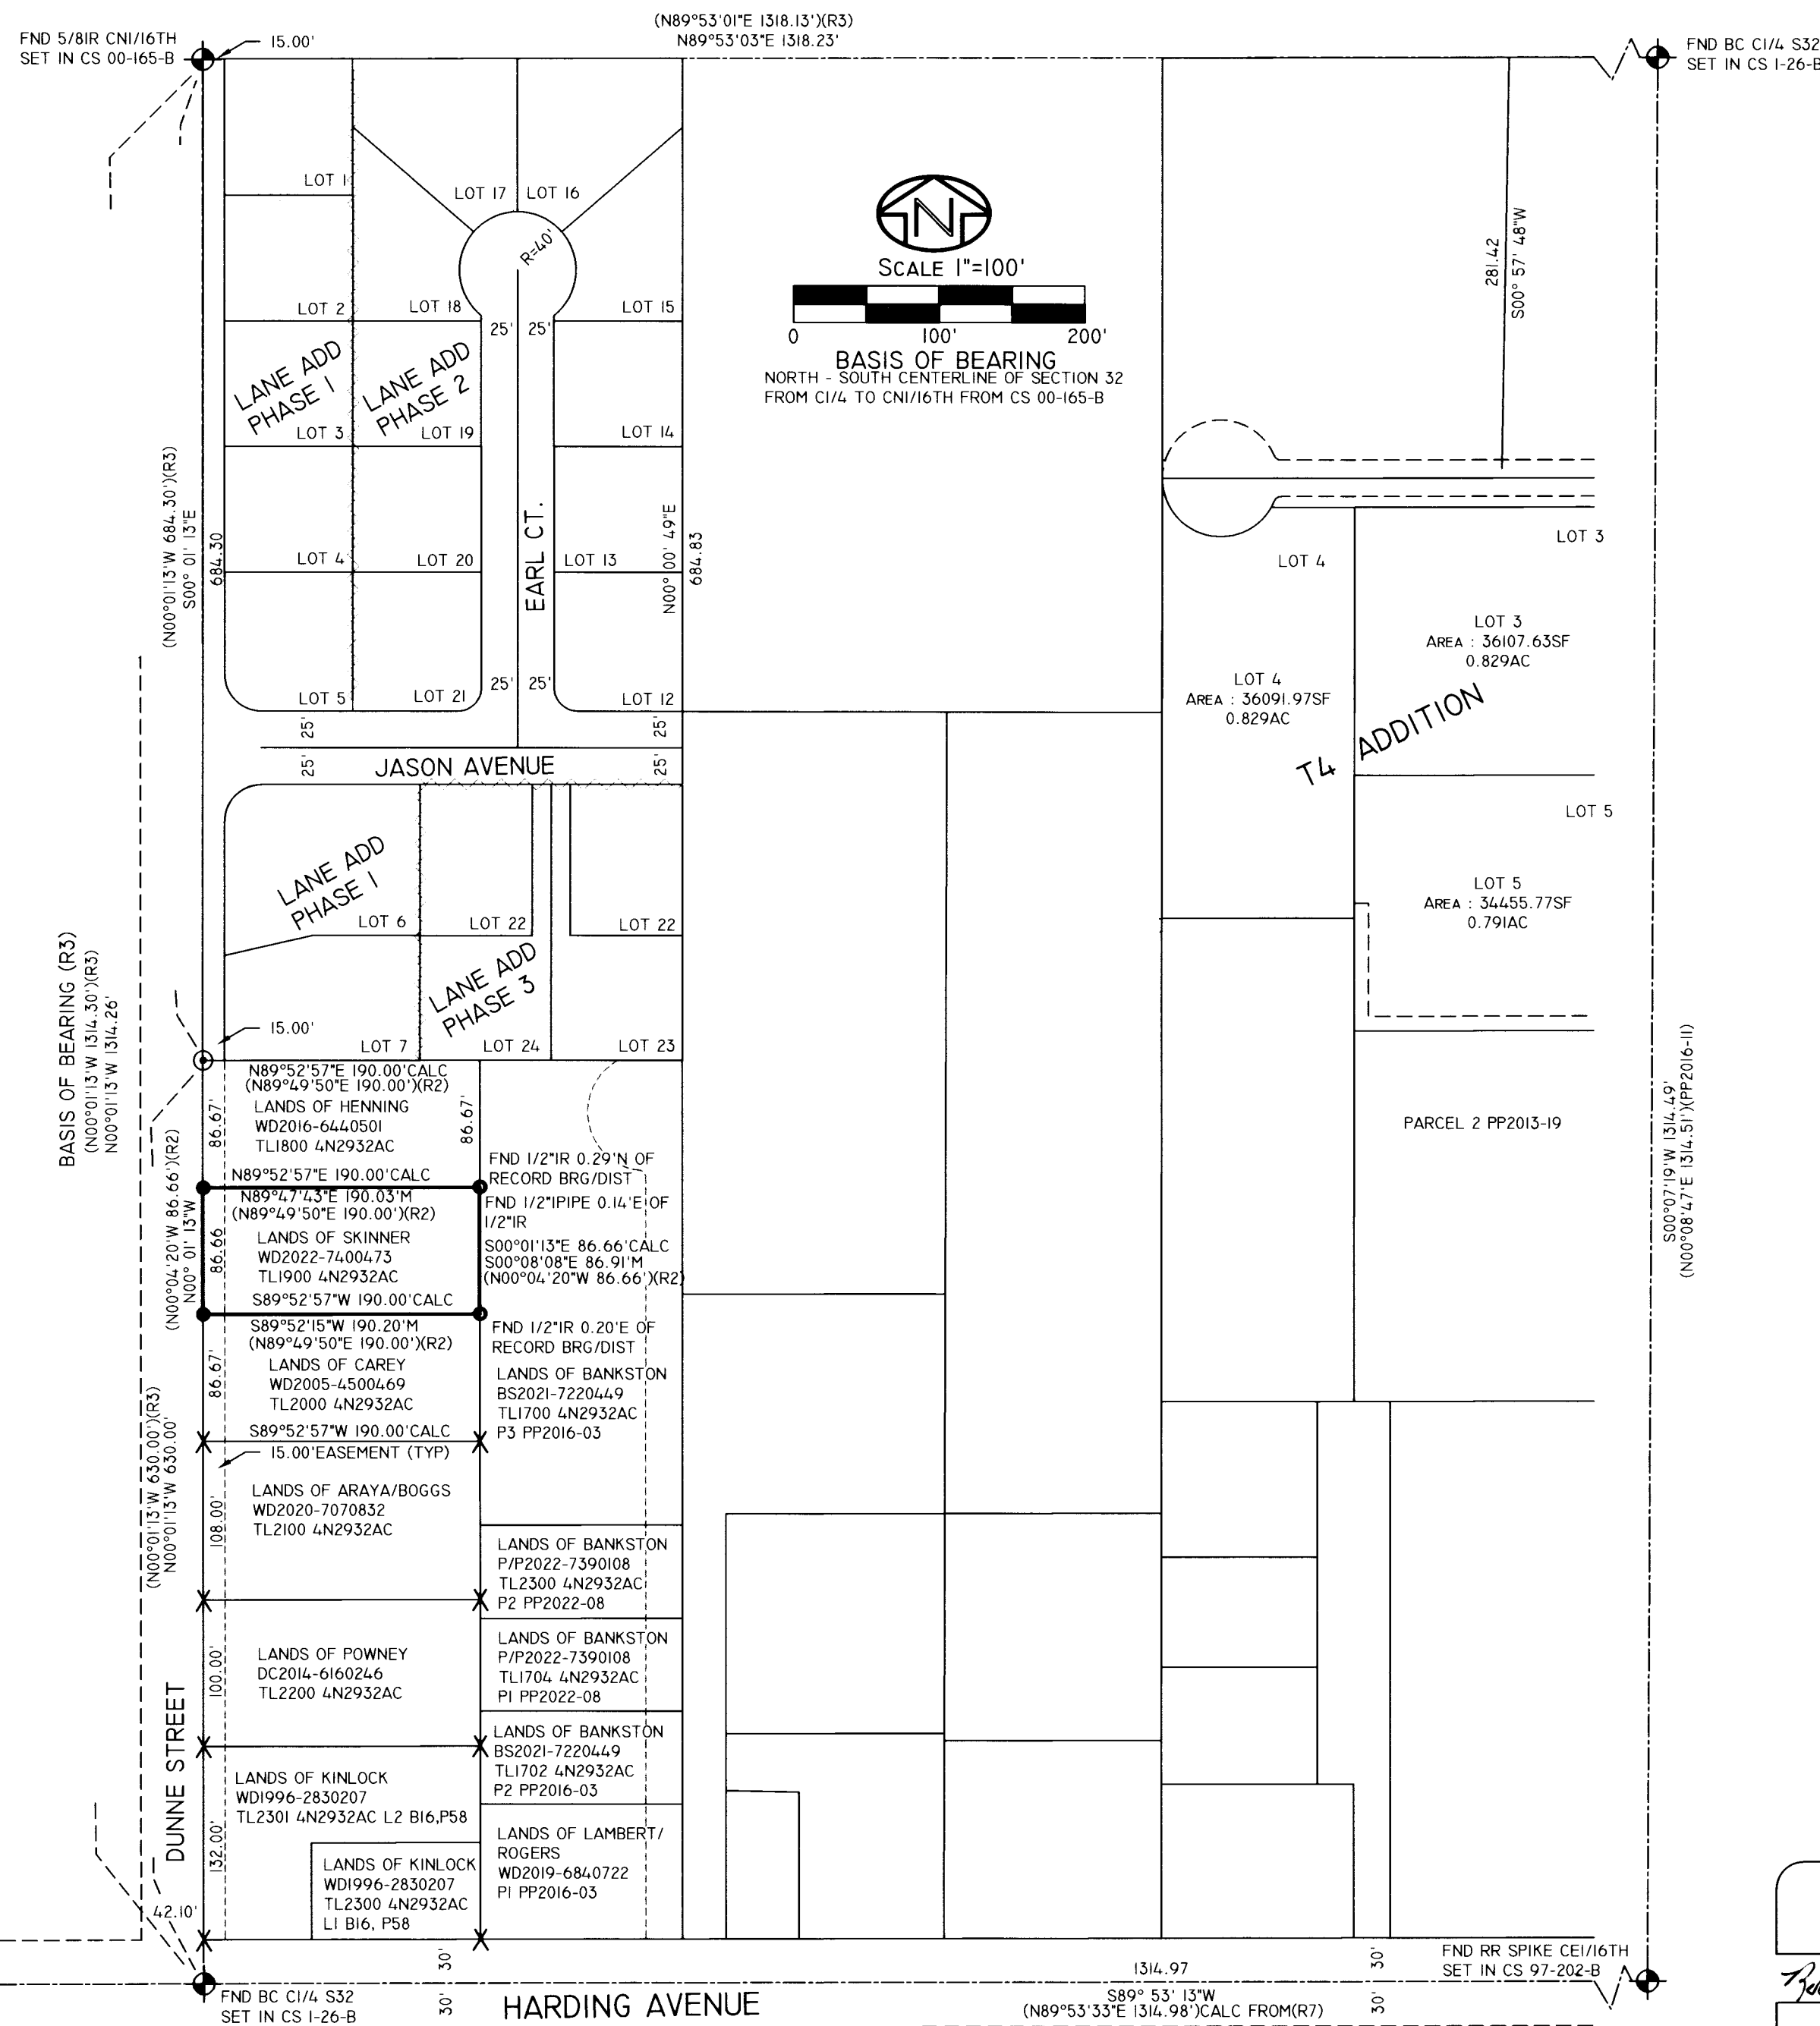 (N89°53'01"E 1318.13')(R3)
N89°53'03"E 1318.23'
FND 5/8IR CN1/16TH
SET IN CS 00-165-B
15.00'
FND BC C1/4 S32
SET IN CS 1-26-B
LOT 1
LOT 17
LOT 16
R=40'
LOT 2
LOT 18
LOT 15
25'
25'
LANE ADD
PHASE 1
LANE ADD
PHASE 2
LOT 3
LOT 19
LOT 14
N
SCALE 1"=100'
0
100'
200'
BASIS OF BEARING
NORTH - SOUTH CENTERLINE OF SECTION 32
FROM C1/4 TO CN1/16TH FROM CS 00-165-B
281.42
S00° 57' 48"W
(N00°01'13'W 684.30')(R3)
S00° 01' 13"E
684.30
LOT 4
LOT 20
EARL CT.
LOT 13
N00° 00' 49"E
684.83
LOT 5
LOT 21
25'
25'
LOT 12
25'
25'
25'
25'
JASON AVENUE
LOT 3
LOT 4
LOT 3
AREA : 36107.63SF
0.829AC
LOT 4
AREA : 36091.97SF
0.829AC
T4 ADDITION
LOT 5
LOT 5
AREA : 34455.77SF
0.791AC
LANE ADD
PHASE 1
LOT 6
LOT 22
LOT 22
LANE ADD
PHASE 3
BASIS OF BEARING (R3)
(N00°01'13'W 1314.30')(R3)
N00°01'13'W 1314.26'
15.00'
LOT 7
LOT 24
LOT 23
N89°52'57"E 190.00'CALC
(N89°49'50"E 190.00')(R2)
LANDS OF HENNING
WD2016-6440501
TL1800 4N2932AC
86.67'
86.67'
N89°52'57"E 190.00'CALC
N89°47'43"E 190.03'M
(N89°49'50"E 190.00')(R2)
LANDS OF SKINNER
WD2022-7400473
TL1900 4N2932AC
S89°52'57"W 190.00'CALC
(N00°04'20'W 86.66')(R2)
N00° 01' 13"W
86.66
FND 1/2"IR 0.29'N OF
RECORD BRG/DIST
FND 1/2"IPIPE 0.14'E OF
1/2"IR
S00°01'13"E 86.66'CALC
S00°08'08"E 86.91'M
(N00°04'20"W 86.66')(R2)
S89°52'15"W 190.20'M
(N89°49'50"E 190.00')(R2)
LANDS OF CAREY
WD2005-4500469
TL2000 4N2932AC
86.67'
FND 1/2"IR 0.20'E OF
RECORD BRG/DIST
LANDS OF BANKSTON
BS2021-7220449
TL1700 4N2932AC
P3 PP2016-03
S89°52'57"W 190.00'CALC
15.00'EASEMENT (TYP)
(N00°01'13'W 630.00')(R3)
N00°01'13'W 630.00'
LANDS OF ARAYA/BOGGS
WD2020-7070832
TL2100 4N2932AC
108.00'
LANDS OF BANKSTON
P/P2022-7390108
TL2300 4N2932AC
P2 PP2022-08
LANDS OF POWNEY
DC2014-6160246
TL2200 4N2932AC
100.00'
LANDS OF BANKSTON
P/P2022-7390108
TL1704 4N2932AC
P1 PP2022-08
LANDS OF BANKSTON
BS2021-7220449
TL1702 4N2932AC
P2 PP2016-03
DUNNE STREET
LANDS OF KINLOCK
WD1996-2830207
TL2301 4N2932AC L2 B16,P58
132.00'
LANDS OF KINLOCK
WD1996-2830207
TL2300 4N2932AC
L1 B16, P58
LANDS OF LAMBERT/
ROGERS
WD2019-6840722
P1 PP2016-03
PARCEL 2 PP2013-19
S00°07'19'W 1314.49'
(N00°08'47'E 1314.51')(PP2016-11)
42.10'
FND BC C1/4 S32
SET IN CS 1-26-B
30'
30'
HARDING AVENUE
1314.97
S89° 53' 13"W
(N89°53'33"E 1314.98')CALC FROM(R7)
30'
30'
FND RR SPIKE CE1/16TH
SET IN CS 97-202-B